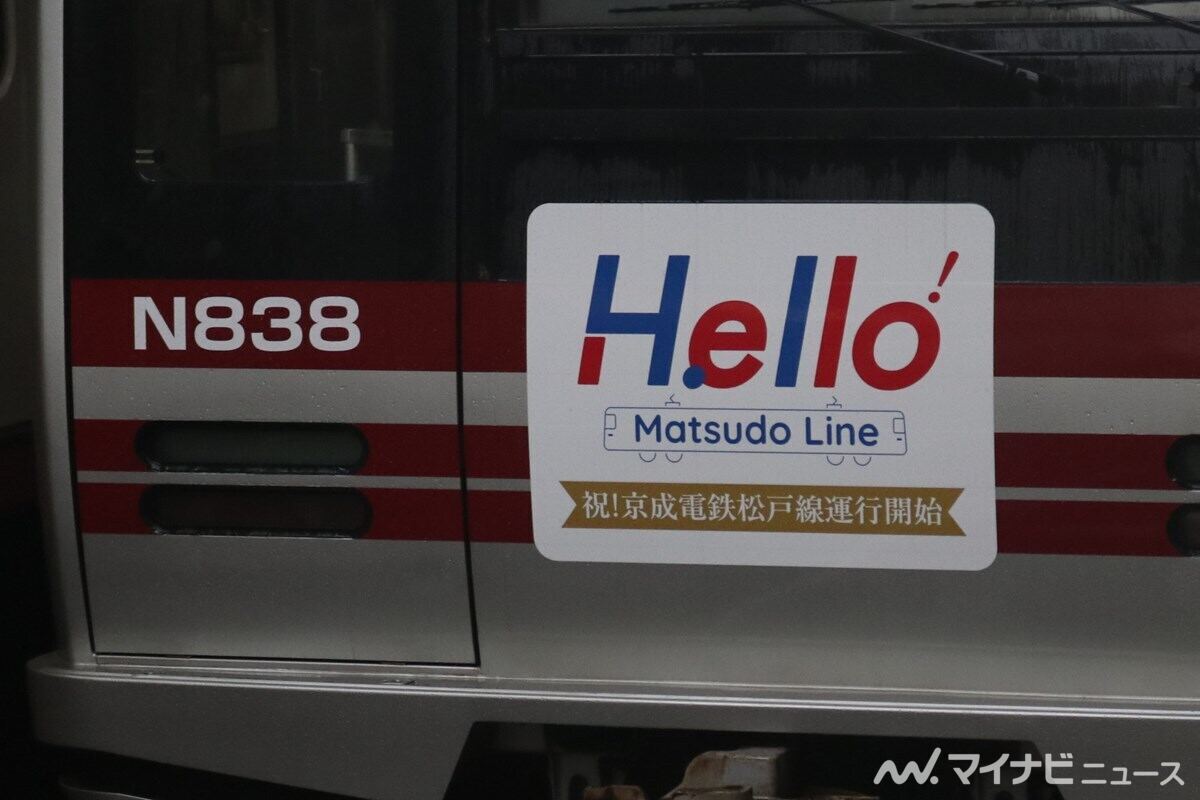 N838
Hello!
Matsudo Line
祝!京成電鉄松戸線運行開始
マイナビニュース